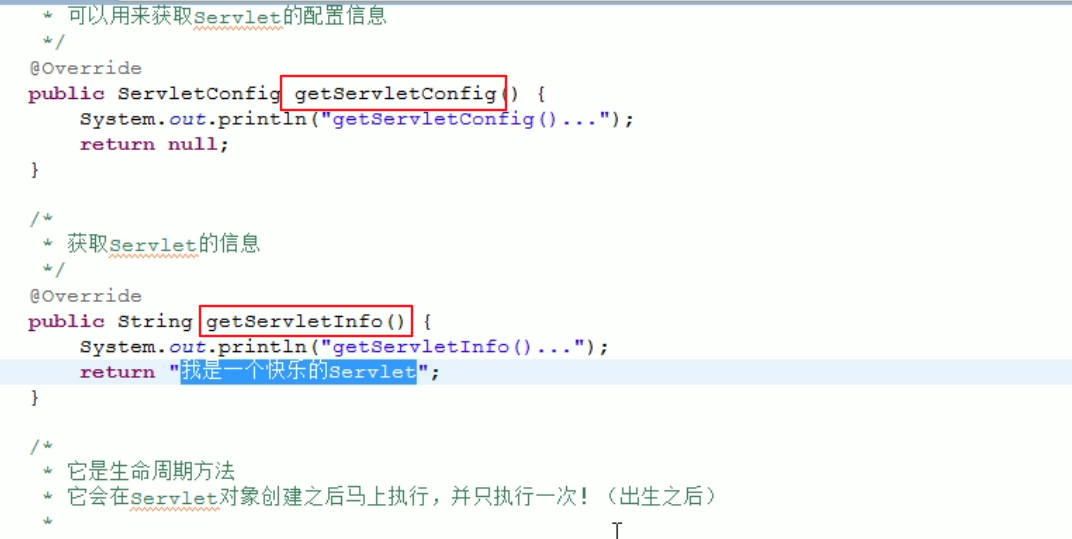 * 可以用来获取Servlet的配置信息
*/
@Override
public ServletConfig getServletConfig() {
System.out.println("getServletConfig()...");
return null;
}
/*
* 获取Servlet的信息
*/
@Override
public String getServletInfo() {
System.out.println("getServletInfo()...");
return "我是一个快乐的Servlet";
}
/*
* 它是生命周期方法
* 它会在Servlet对象创建之后马上执行，并只执行一次！（出生之后）
*